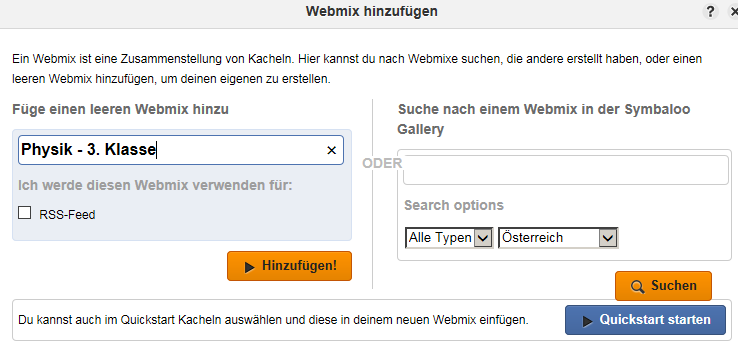 Webmix hinzufügen
? ×
Ein Webmix ist eine Zusammenstellung von Kacheln. Hier kannst du nach Webmixe suchen, die andere erstellt haben, oder einen
leeren Webmix hinzufügen, um deinen eigenen zu erstellen.
Füge einen leeren Webmix hinzu
Physik - 3. Klasse ×
Ich werde diesen Webmix verwenden für:
RSS-Feed
Hinzufügen!
ODER
Suche nach einem Webmix in der Symbaloo
Gallery
Search options
Alle Typen Österreich
Suchen
Du kannst auch im Quickstart Kacheln auswählen und diese in deinem neuen Webmix einfügen.
Quickstart starten